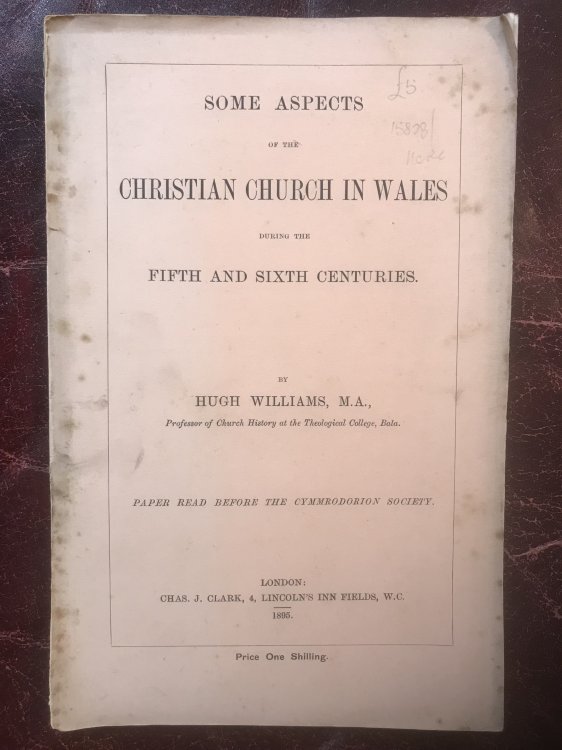 SOME ASPECTS
OF THE
CHRISTIAN CHURCH IN WALES
DURING THE
FIFTH AND SIXTH CENTURIES.
£5
BY
HUGH WILLIAMS, M.A.,
Professor of Church History at the Theological College, Bala.
PAPER READ BEFORE THE CYMMRODORION SOCIETY.
LONDON:
CHAS. J. CLARK, 4, LINCOLN'S INN FIELDS, W.C.
1895.
Price One Shilling.